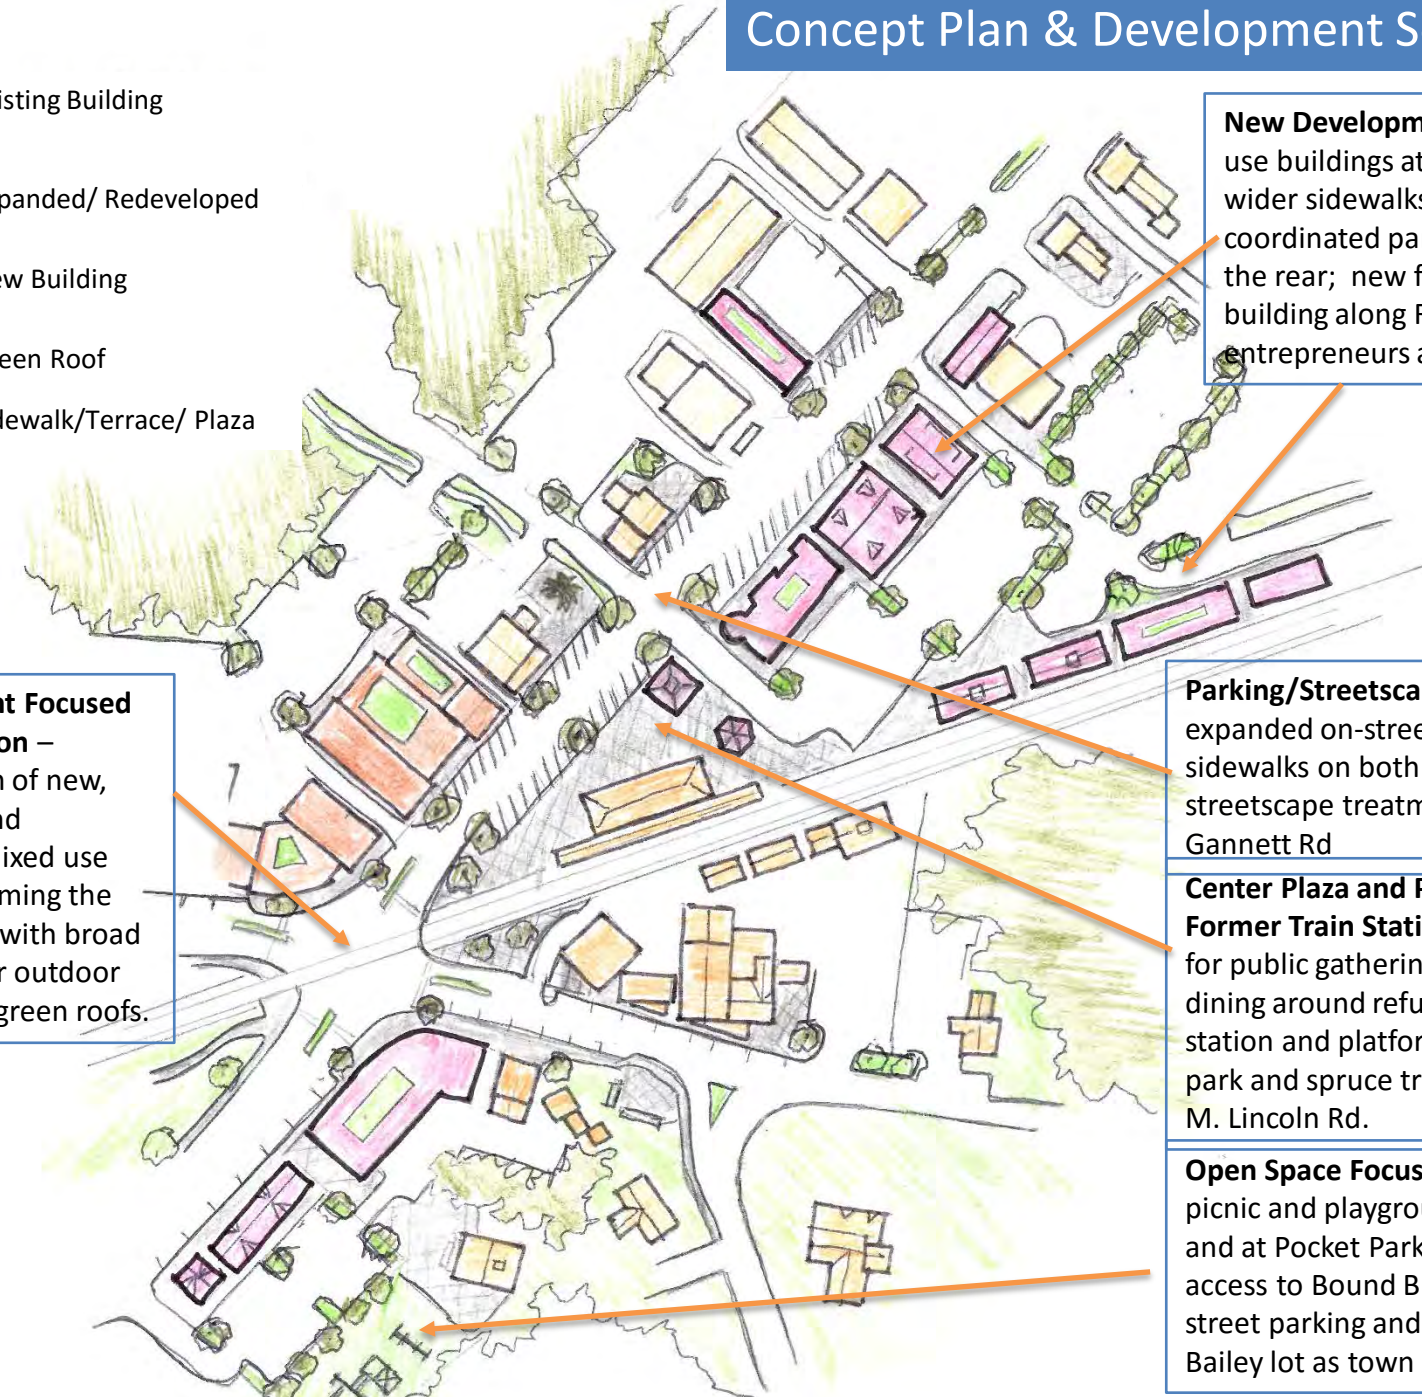 Concept Plan & Development S
isting Building
panded/ Redeveloped
ew Building
een Roof
dewalk/Terrace/ Plaza
New Developm
use buildings at
wider sidewalks
coordinated pa
the rear; new f
building along F
entrepreneurs a
nt Focused
on –
n of new,
nd
ixed use
ming the
with broad
r outdoor
green roofs.
Parking/Streetsca
expanded on-stree
sidewalks on both
streetscape treatm
Gannett Rd
Center Plaza and P
Former Train Stati
for public gatherin
dining around refu
station and platfor
park and spruce tr
M. Lincoln Rd.
Open Space Focus
picnic and playgrou
and at Pocket Park
access to Bound B
street parking and
Bailey lot as town